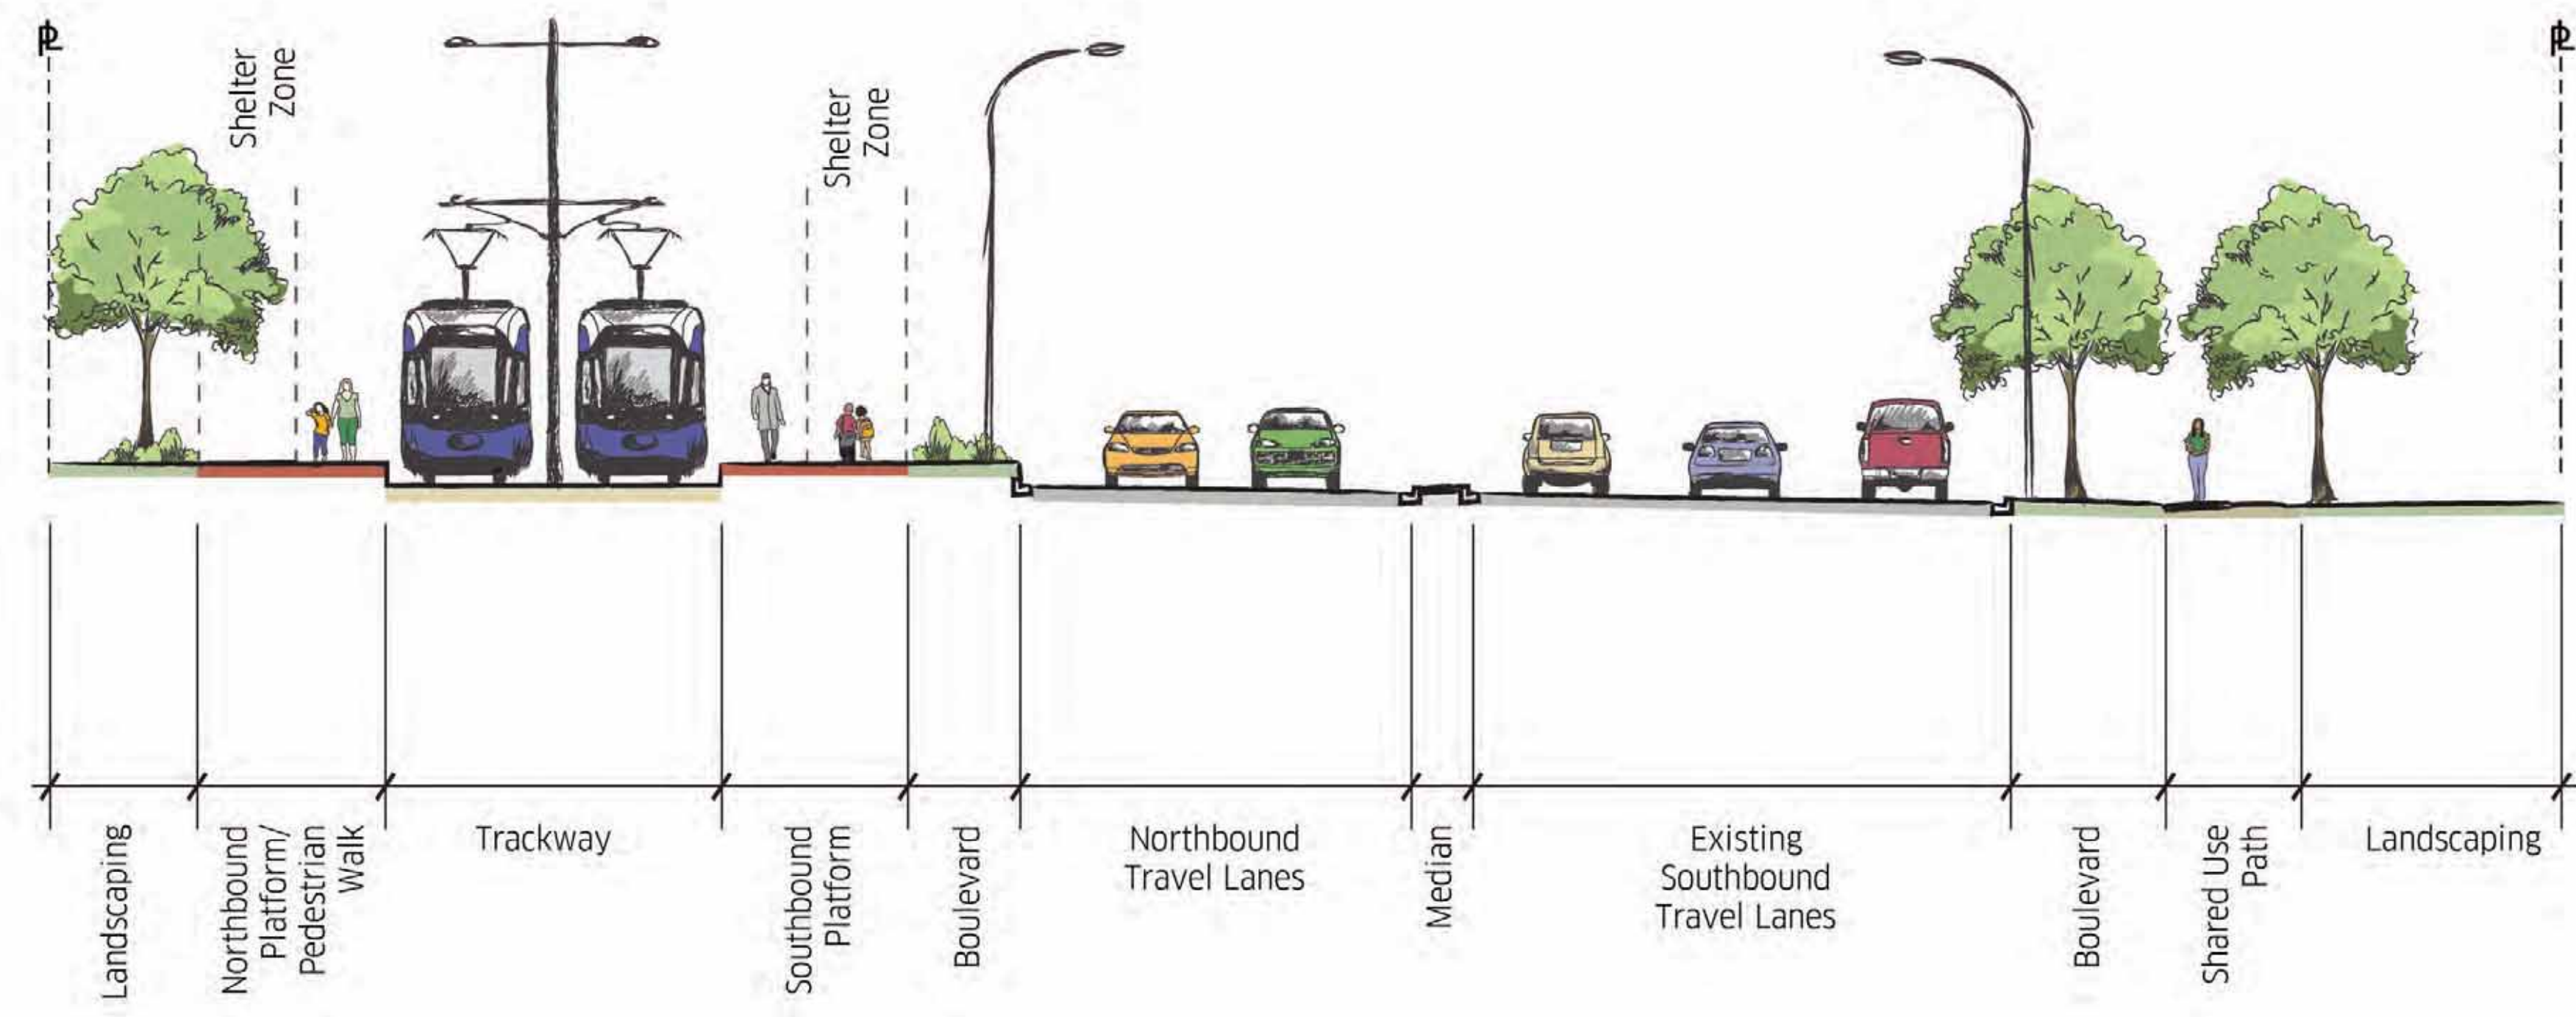 PL
PL
Shelter
Zone
Shelter
Zone
Landscaping
Northbound
Platform/
Pedestrian
Walk
Trackway
Southbound
Platform
Boulevard
Northbound
Travel Lanes
Median
Existing
Southbound
Travel Lanes
Boulevard
Shared Use
Path
Landscaping